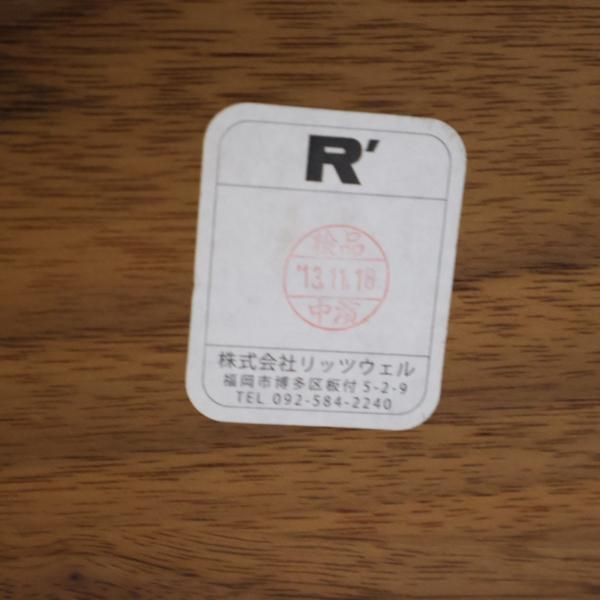 R'
検品
'13.11.18
中濵
株式会社リッツウェル
福岡市博多区板付 5-2-9
TEL 092-584-2240